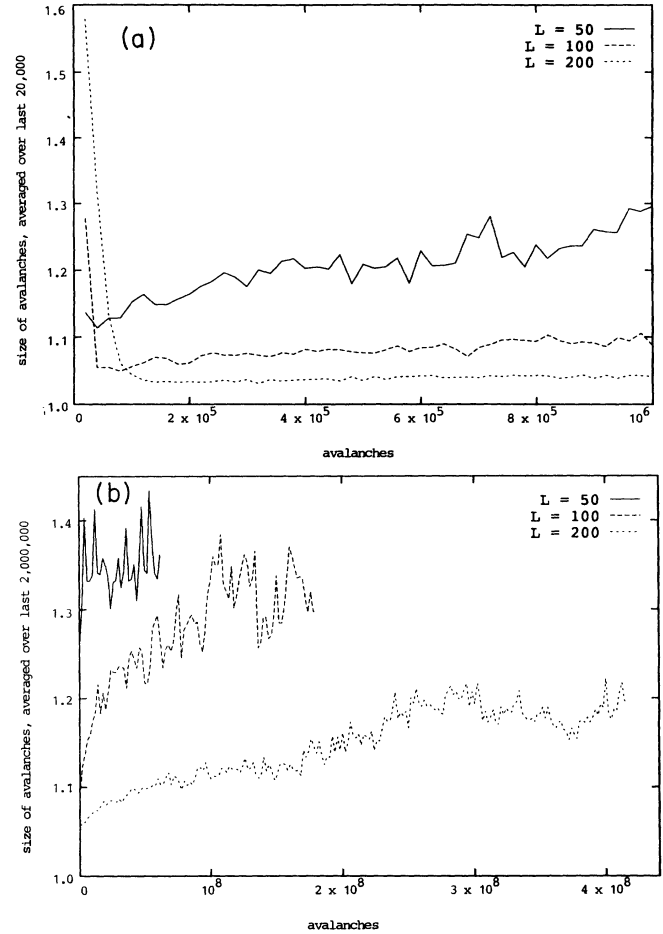 (a)
L = 50
L = 100
L = 200
size of avalanches, averaged over last 20,000
1.6
1.5
1.4
1.3
1.2
1.1
1.0
0
2 x 10^5
4 x 10^5
6 x 10^5
8 x 10^5
10^6
avalanches
(b)
L = 50
L = 100
L = 200
size of avalanches, averaged over last 2,000,000
1.4
1.3
1.2
1.1
1.0
0
10^8
2 x 10^8
3 x 10^8
4 x 10^8
avalanches